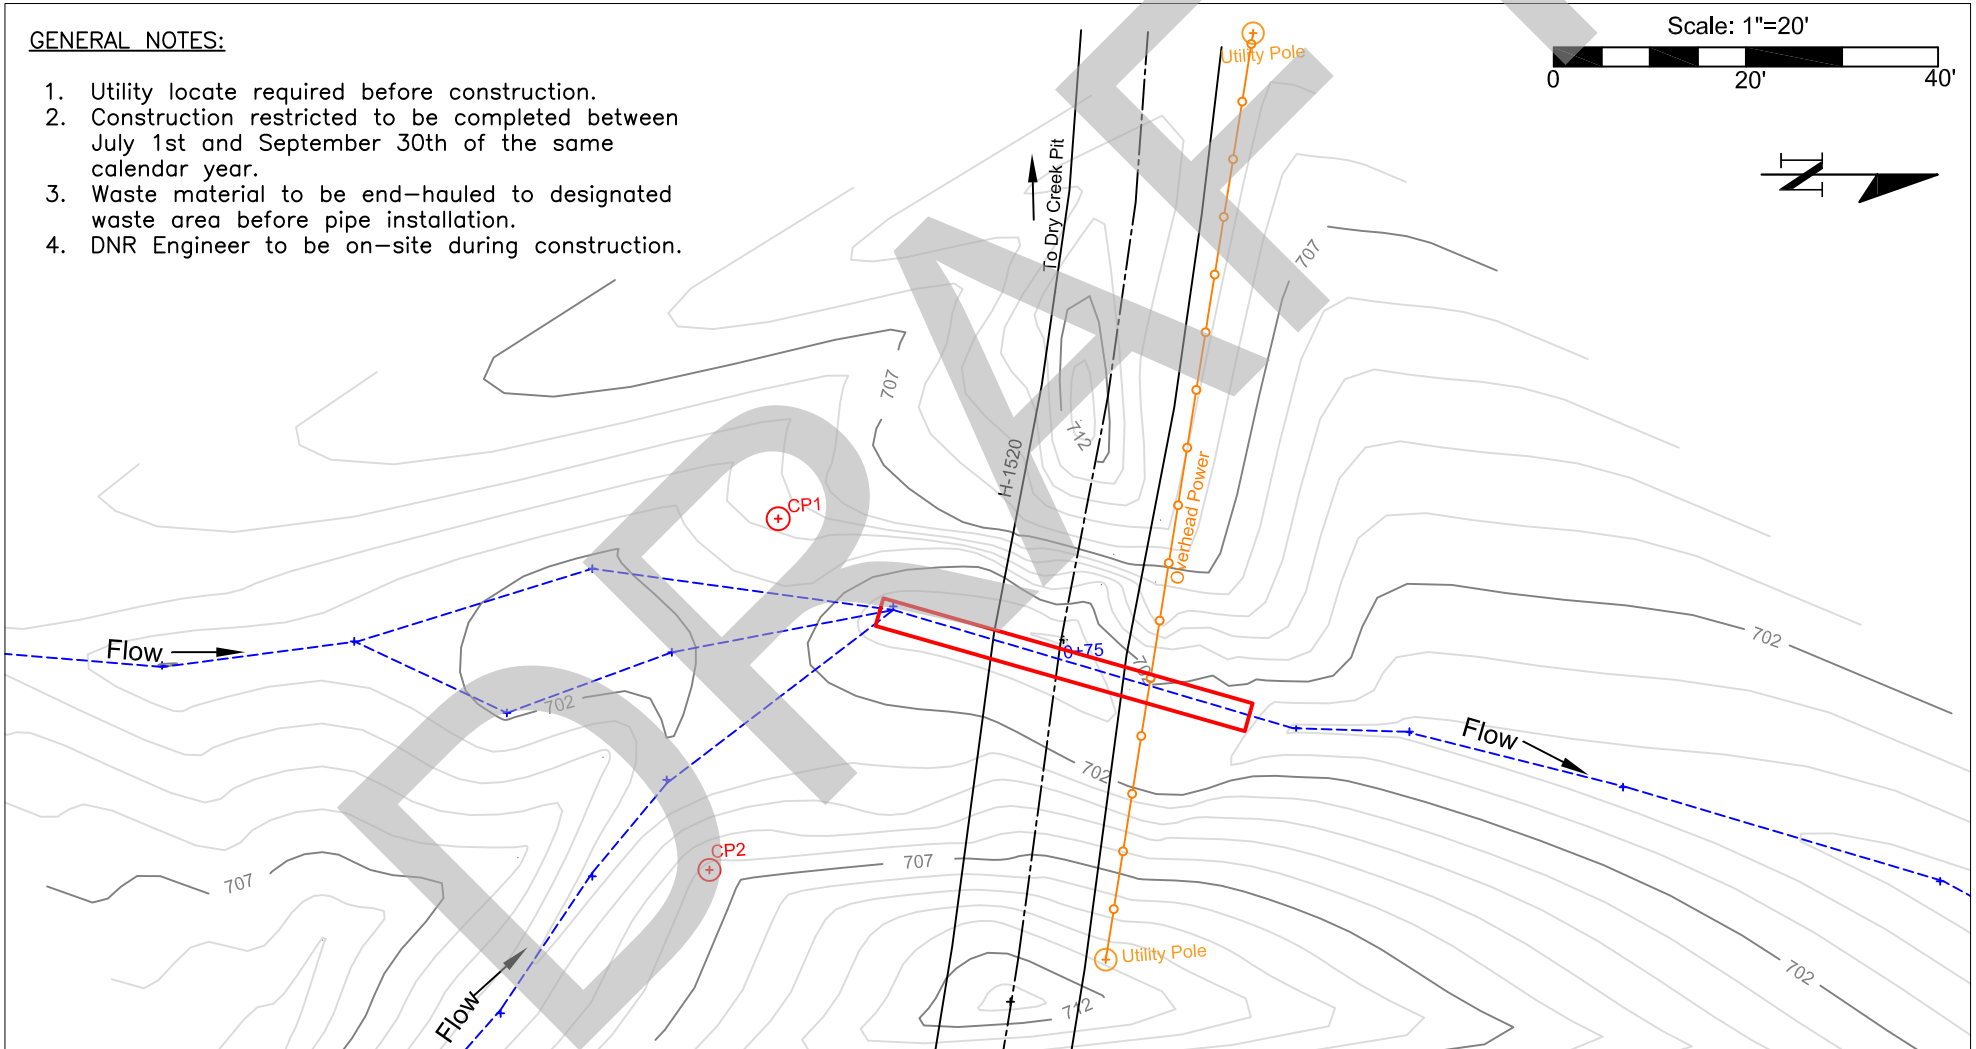 GENERAL NOTES:
1. Utility locate required before construction.
2. Construction restricted to be completed between
July 1st and September 30th of the same
calendar year.
3. Waste material to be end-hauled to designated
waste area before pipe installation.
4. DNR Engineer to be on-site during construction.
Scale: 1"=20'
0 20' 40'
N
Utility Pole
To Dry Creek Pit
707
707
712
H-1520
Overhead Power
CP1
Flow
702
0+75
702
702
Flow
702
CP2
707
707
Utility Pole
712
702
Flow
DRAFT